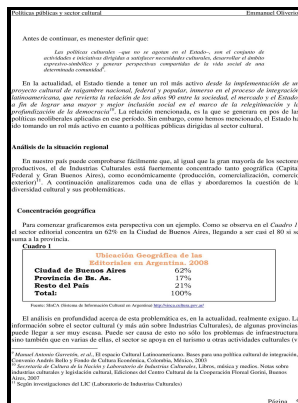 Políticas públicas y sector cultural Emmanuel Oliverio
Antes de continuar, es menester definir que:
Las políticas culturales –que no se agotan en el Estado-, son el conjunto de
actividades e iniciativas dirigidas a satisfacer necesidades culturales, desarrollar el ámbito
expresivo-simbólico y generar perspectivas compartidas de la vida social de una
determinada comunidad
En la actualidad, el Estado tiende a tener un rol más activo desde la implementación de un
proyecto cultural de raigambre nacional, federal y popular, inmerso en el proceso de integración
latinoamericana, que revierta la relación de los años 90 entre la sociedad, el mercado y el Estado
a fin de lograr una mayor y mejor inclusión social en el marco de la relegitimación y la
profundización de la democracia¹⁰. La relación mencionada, es la que se genera en pos de las
políticas neoliberales aplicadas en ese período. Sin embargo, como hemos mencionado, el Estado ha
ido tomando un rol más activo en cuanto a políticas públicas dirigidas al sector cultural.
Análisis de la situación regional
En nuestro país puede comprobarse fácilmente que, al igual que la gran mayoría de los sectores
productivos, el de Industrias Culturales está fuertemente concentrado tanto geográfica (Capital
Federal y Gran Buenos Aires), como económicamente (producción, comercialización, comercio
exterior)¹¹. A continuación analizaremos cada una de ellas y abordaremos la cuestión de la
diversidad cultural y sus problemáticas.
Concentración geográfica
Para comenzar graficaremos esta perspectiva con un ejemplo. Como se observa en el Cuadro 1,
el sector editorial concentra un 62% en la Ciudad de Buenos Aires, llegando a ser casi el 80 si se
suma a la provincia.
Cuadro 1
Ubicación Geográfica de las
Editoriales en Argentina. 2008
Ciudad de Buenos Aires 62%
Provincia de Bs. As. 17%
Resto del País 21%
Total: 100%
Fuente: SInCA (Sistema de Información Cultural en Argentina) http://sinca.cultura.gov.ar/
El análisis en profundidad acerca de esta problemática es, en la actualidad, realmente exiguo. La
información sobre el sector cultural (y más aún sobre Industrias Culturales), de algunas provincias
puede llegar a ser muy escasa. Puede ser causa de esto no sólo los problemas de infraestructura
sino también que en varias de ellas, el sector se apoya en el turismo u otras actividades culturales (y
Manuel Antonio Garretón, et al., El espacio Cultural Latinoamericano. Bases para una política cultural de integración,
Convenio Andrés Bello y Fondo de Cultura Económica, Colombia, México, 2003
¹⁰ Secretaría de Cultura de la Nación y Laboratorio de Industrias Culturales, Libros, música y medios. Notas sobre
industrias culturales y legislación cultural, Ediciones del Centro Cultural de la Cooperación Floreal Gorini, Buenos
Aires, 2007
¹¹ Según investigaciones del LIC (Laboratorio de Industrias Culturales)
Página